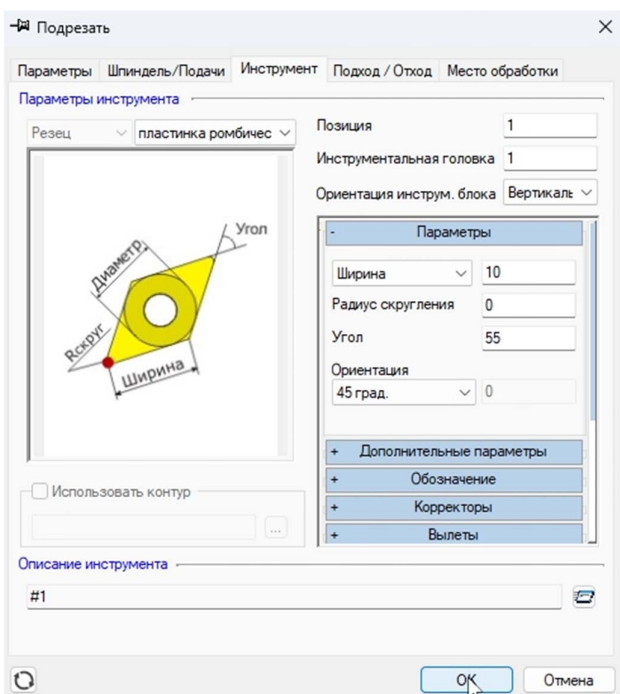 Подрезать
Параметры Шпиндель/Подачи Инструмент Подход / Отход Место обработки
Параметры инструмента
Резец пластинка ромбичес
Позиция 1
Инструментальная головка 1
Ориентация инструм. блока Вертикаль
Угол
Диаметр
Rскруг
Ширина
- Параметры
Ширина 10
Радиус скругления 0
Угол 55
Ориентация
45 град. 0
+ Дополнительные параметры
+ Обозначение
+ Корректоры
+ Вылеты
Использовать контур
...
Описание инструмента
#1
OK Отмена